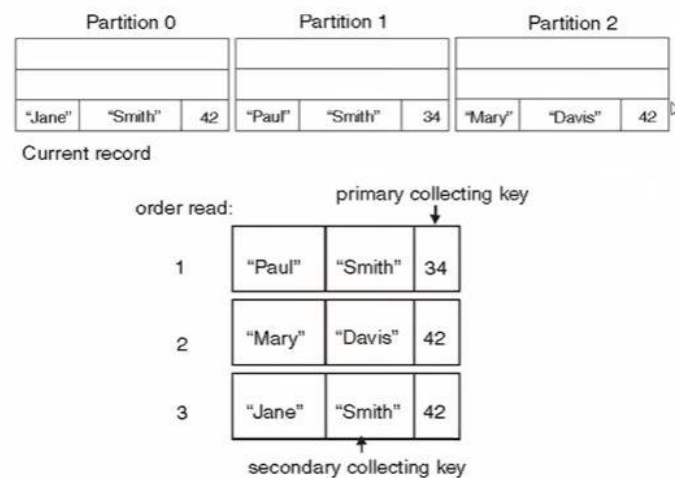 Partition 0 Partition 1 Partition 2
"Jane" "Smith" 42 "Paul" "Smith" 34 "Mary" "Davis" 42
Current record
primary collecting key
order read:
1 "Paul" "Smith" 34
2 "Mary" "Davis" 42
3 "Jane" "Smith" 42
secondary collecting key